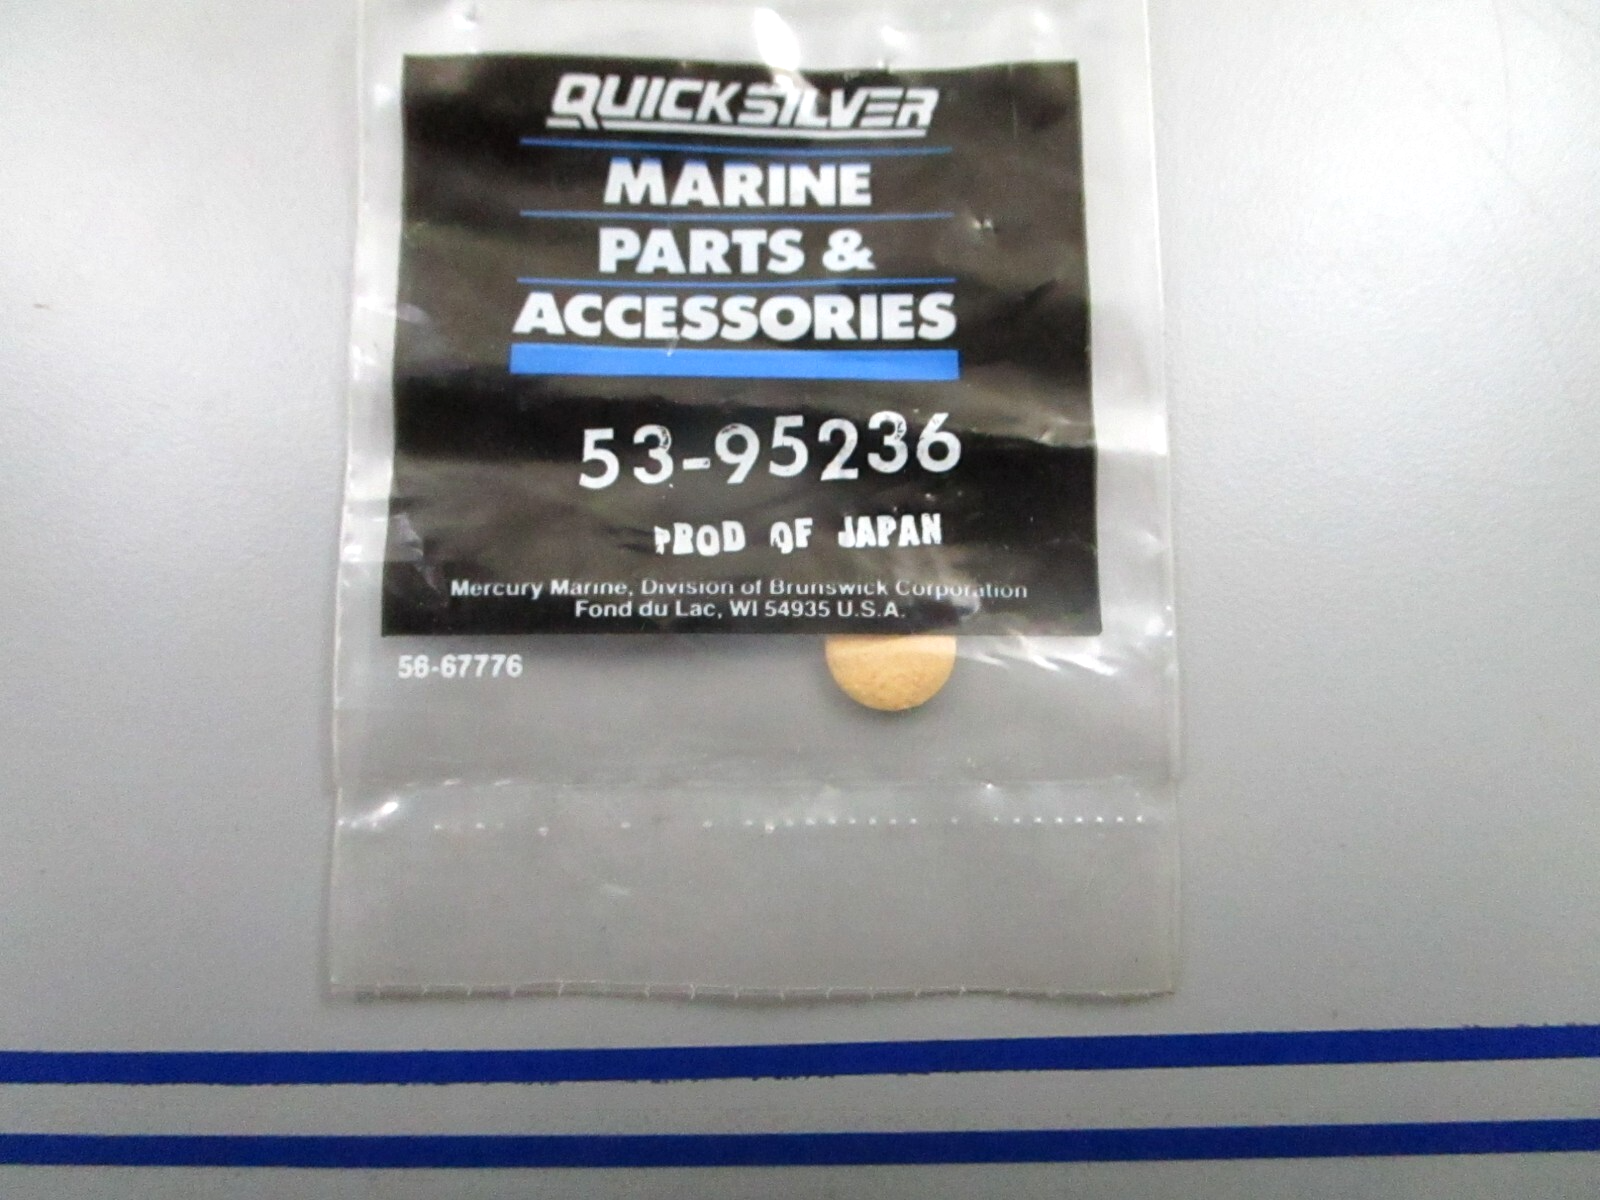 QUICKSILVER
MARINE
PARTS &
ACCESSORIES
53-95236
PROD OF JAPAN
Mercury Marine, Division of Brunswick Corporation
Fond du Lac, WI 54935 U.S.A.
56-67776